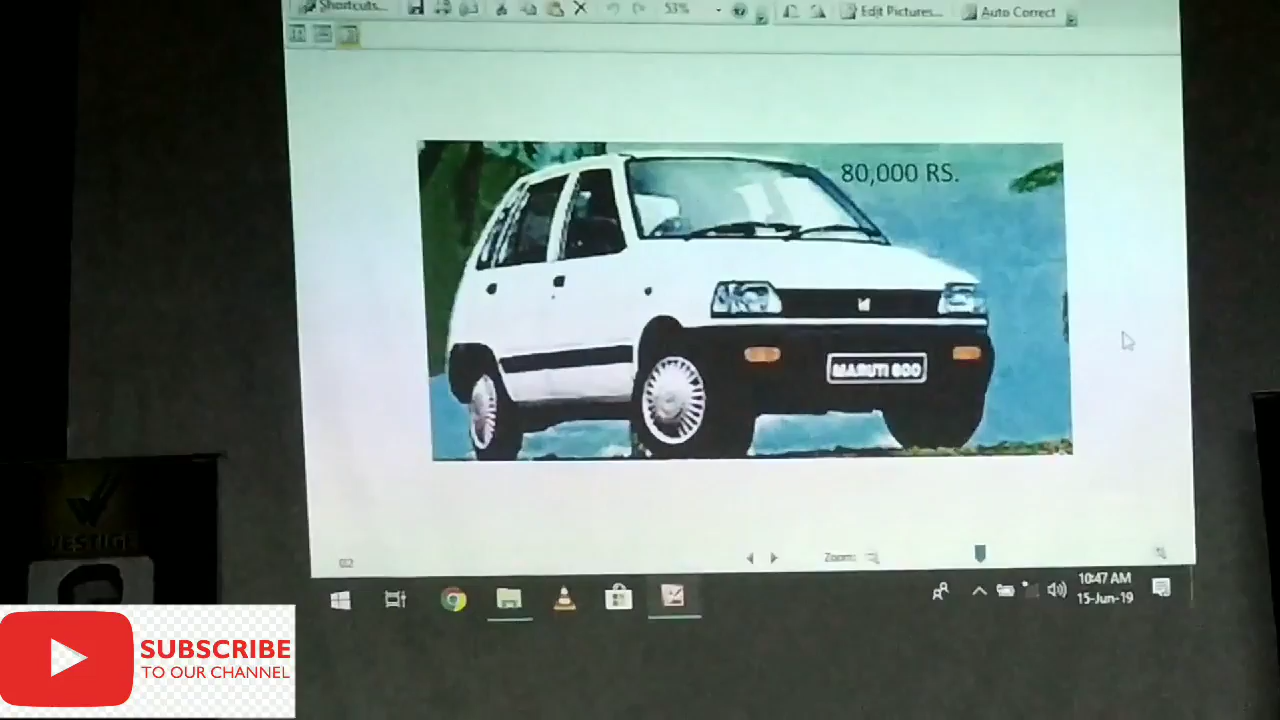 Shortcuts...
53%
Edit Pictures...
Auto Correct
80,000 RS.
MARUTI 800
VESTIGE
Zoom:
10:47 AM
15-Jun-19
SUBSCRIBE
TO OUR CHANNEL